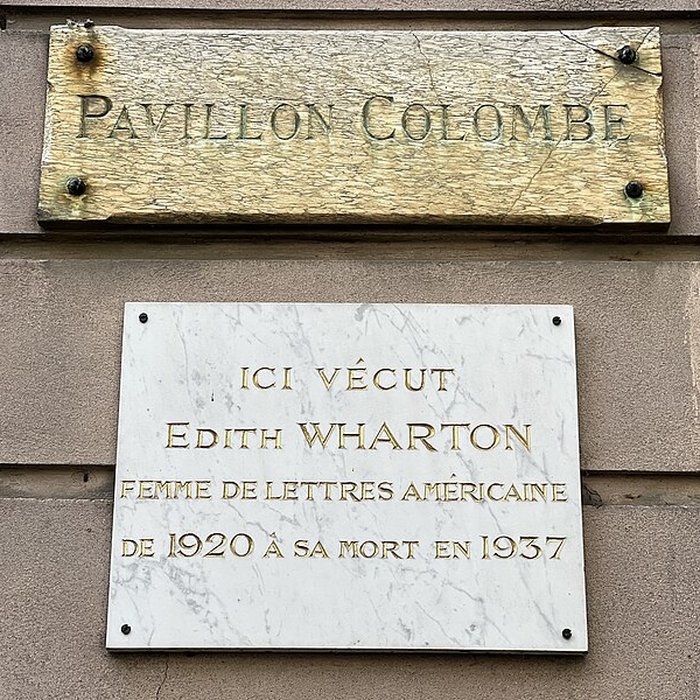 PAVILLON COLOMBE
ICI VÉCUT
EDITH WHARTON
FEMME DE LETTRES AMÉRICAINE
DE 1920 À SA MORT EN 1937